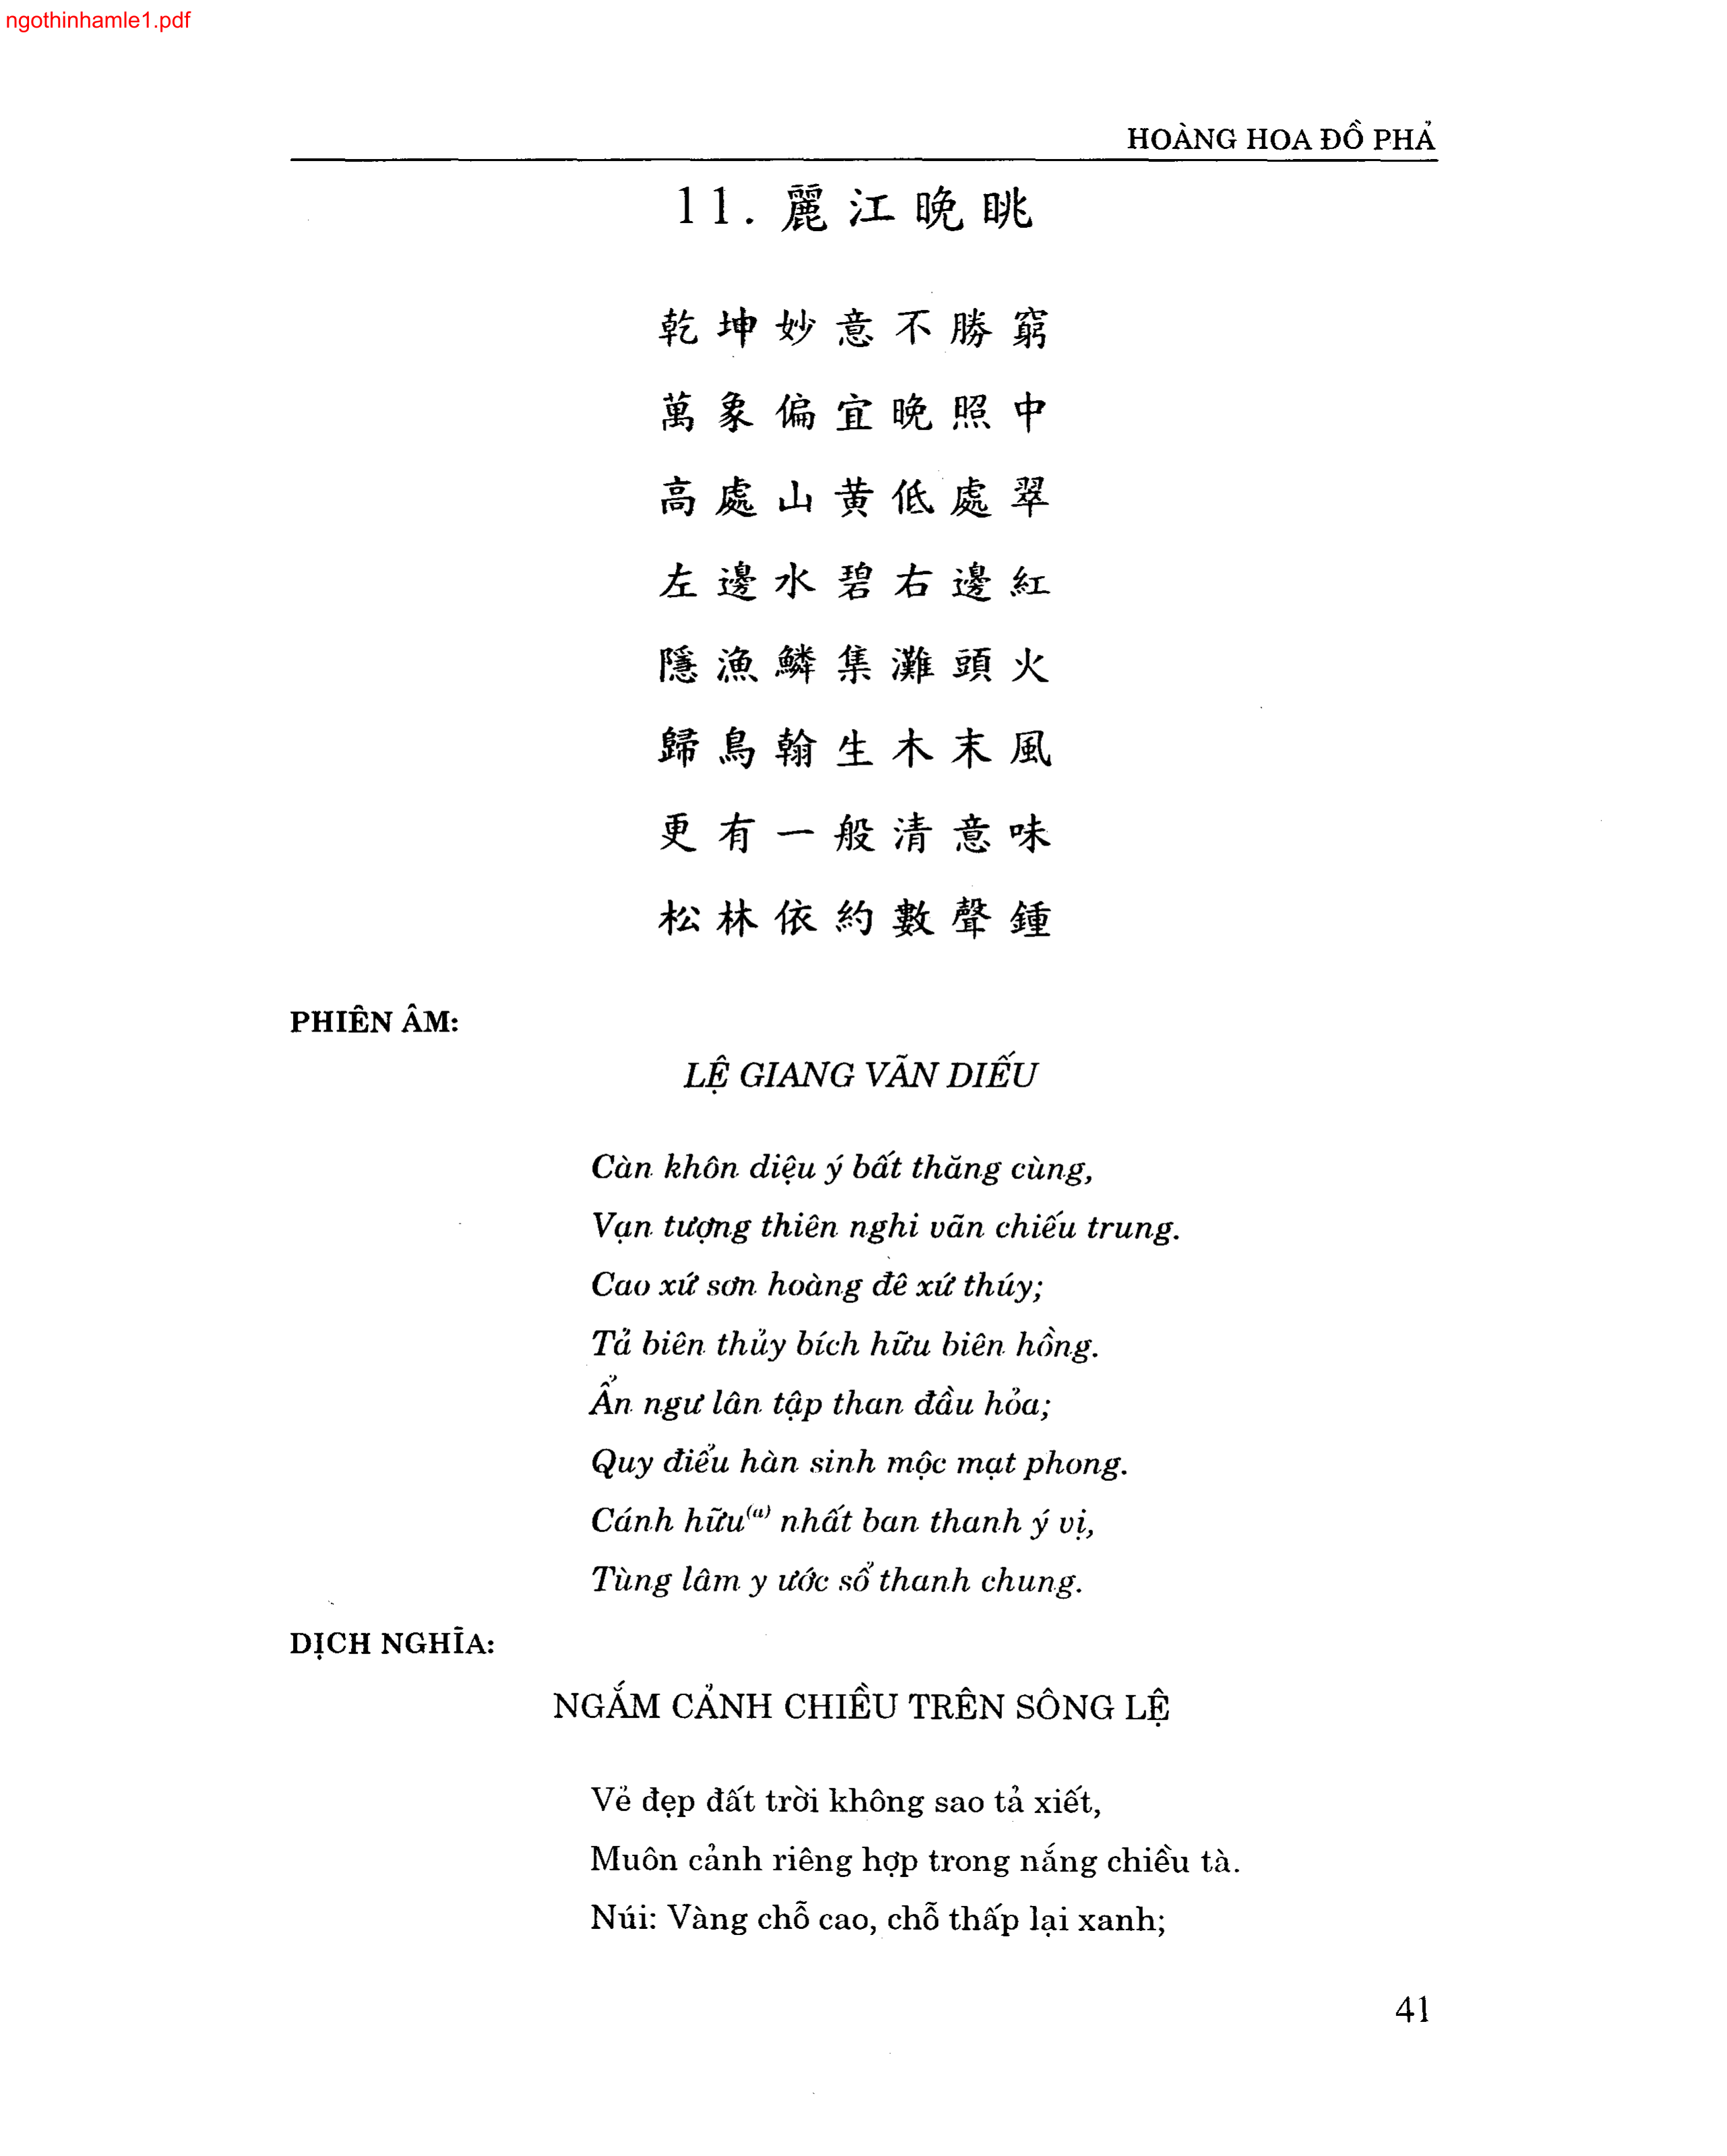 ngothinhamle1.pdf
HOÀNG HOA ĐỒ PHẢ
11. 麗江晚眺
乾坤妙意不勝窮
萬象偏宜晚照中
高處山黄低處翠
左邊水碧右邊紅
隱漁鱗集灘頭火
歸鳥翰生木末風
更有一般清意味
松林依約數聲鍾
PHIÊN ÂM:
LỆ GIANG VÃN DIẾU
Càn khôn diệu ý bất thăng cùng,
Vạn tượng thiên nghi vãn chiếu trung.
Cao xứ sơn hoàng đê xứ thúy;
Tả biên thủy bích hữu biên hồng.
Ẩn ngư lân tập than đầu hỏa;
Quy điểu hàn sinh mộc mạt phong.
Cánh hữu(a) nhất ban thanh ý vị,
Tùng lâm y ước sổ thanh chung.
DỊCH NGHĨA:
NGẮM CẢNH CHIỀU TRÊN SÔNG LỆ
Vẻ đẹp đất trời không sao tả xiết,
Muôn cảnh riêng hợp trong nắng chiều tà.
Núi: Vàng chỗ cao, chỗ thấp lại xanh;
41